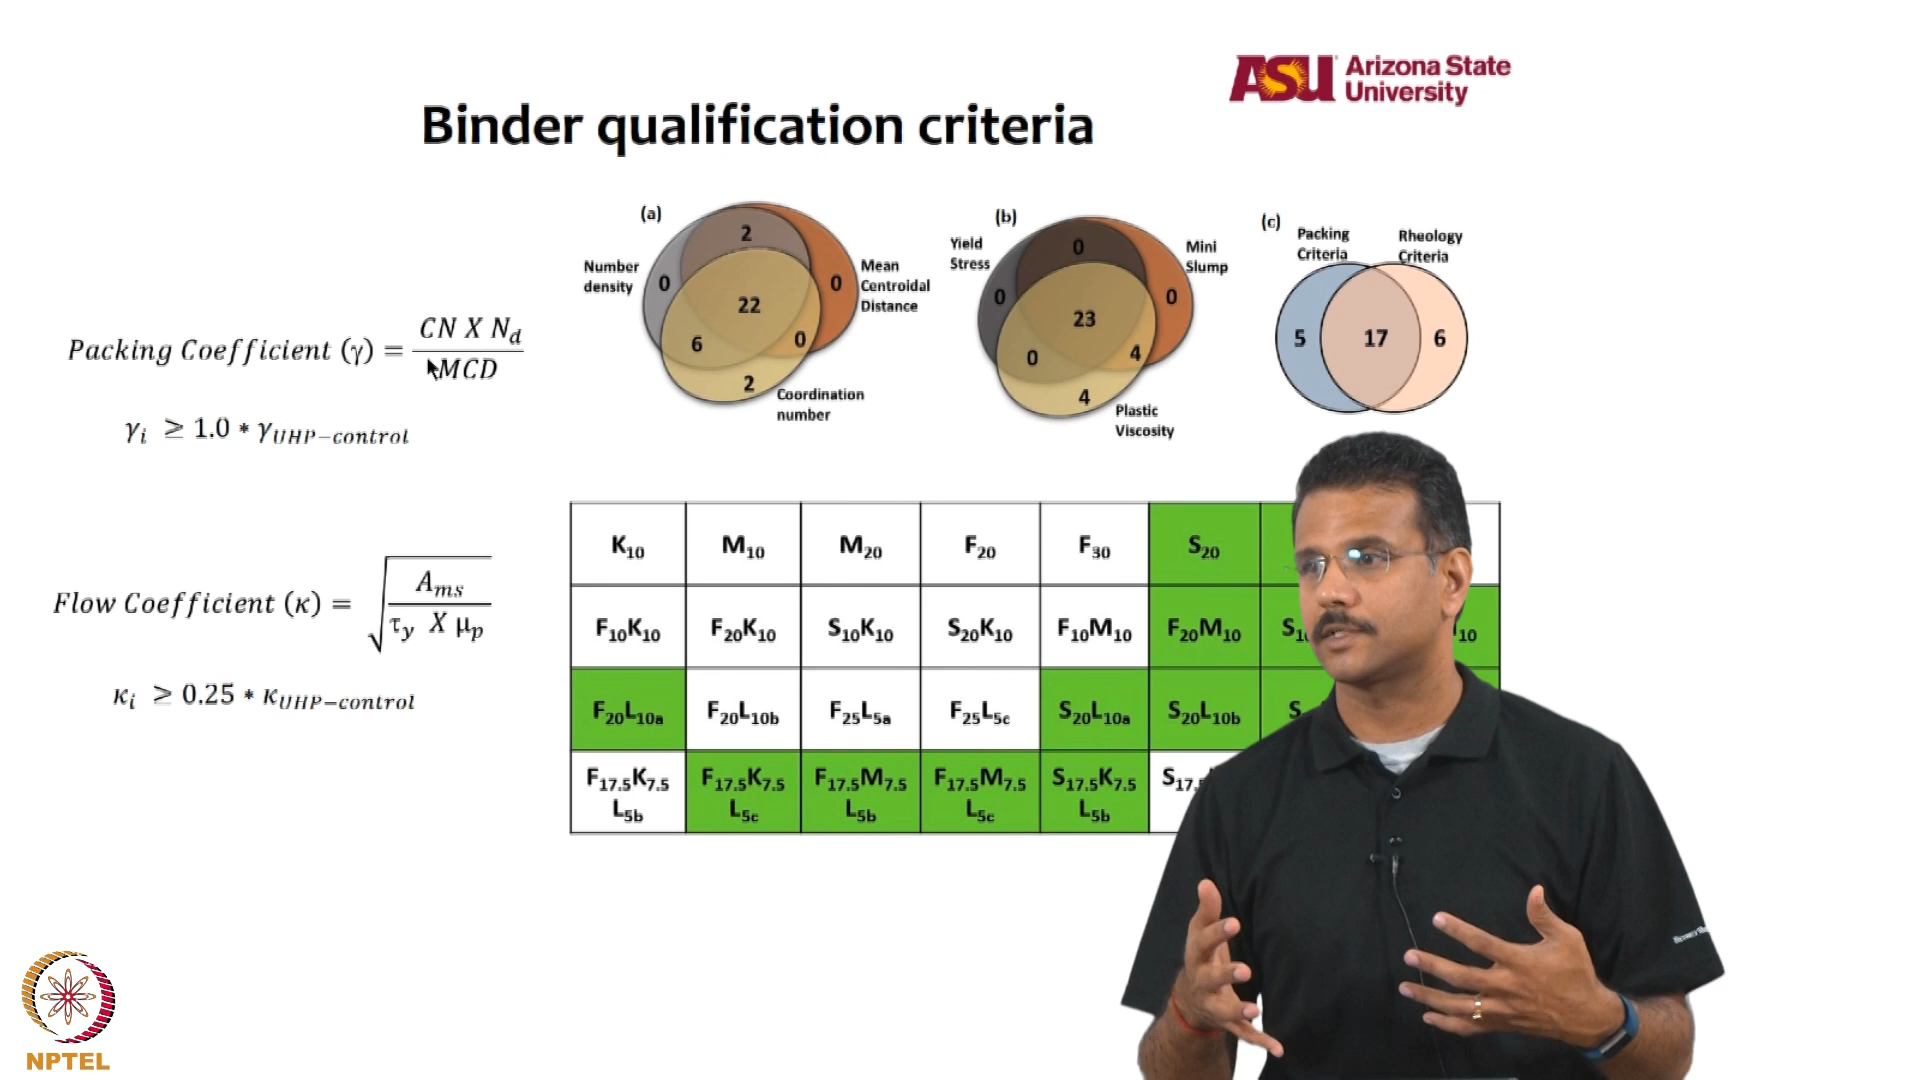 ASU Arizona State
University
Binder qualification criteria
Packing Coefficient (γ) = CN X N_d / MCD
γ_i ≥ 1.0 * γ_UHP−control
Flow Coefficient (κ) = √(A_ms / τ_y X μ_p)
κ_i ≥ 0.25 * κ_UHP−control
(a)
Number
density
Mean
Centroidal
Distance
Coordination
number
2
0
0
22
6
0
2
(b)
Yield
Stress
Mini
Slump
Plastic
Viscosity
0
0
0
23
0
4
4
(c)
Packing
Criteria
Rheology
Criteria
5 17 6
K10 M10 M20 F20 F30 S20
F10K10 F20K10 S10K10 S20K10 F10M10 F20M10
F20L10a F20L10b F25L5a F25L5c S20L10a S20L10b
F17.5K7.5 F17.5K7.5 F17.5M7.5 F17.5M7.5 S17.5K7.5
L5b L5c L5b L5c L5b
NPTEL